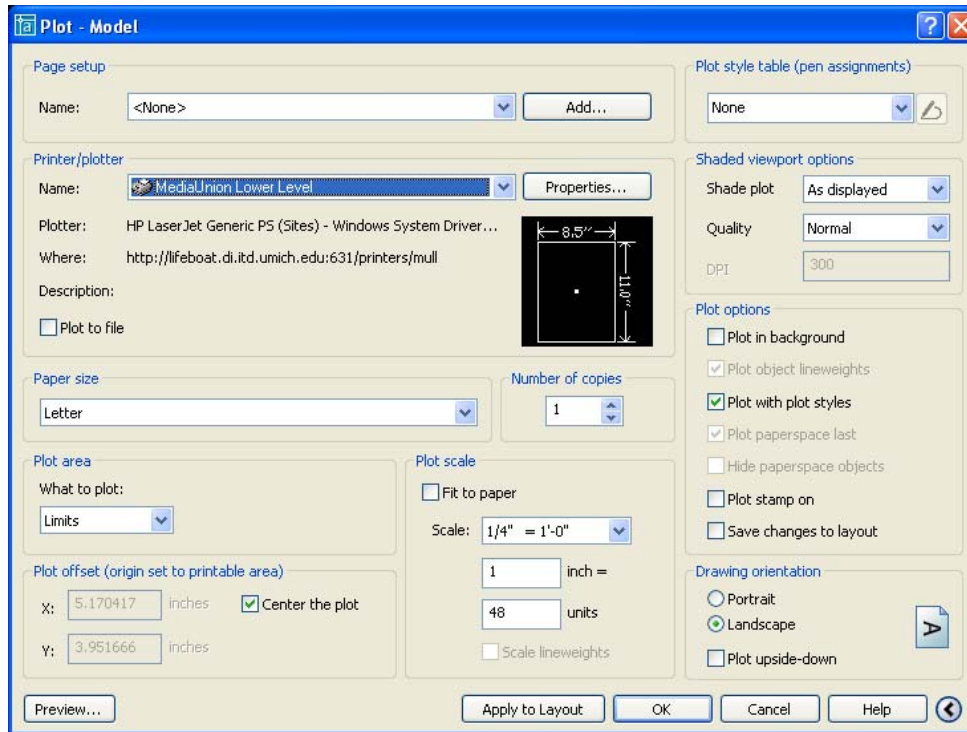 Plot - Model
Page setup
Name: <None> Add...
Plot style table (pen assignments)
None
Printer/plotter
Name: MediaUnion Lower Level Properties...
Plotter: HP LaserJet Generic PS (Sites) - Windows System Driver...
Where: http://lifeboat.di.itd.umich.edu:631/printers/mull
Description:
Plot to file
8.5"
11.0"
Shaded viewport options
Shade plot As displayed
Quality Normal
DPI 300
Paper size
Letter
Number of copies
1
Plot options
Plot in background
Plot object lineweights
Plot with plot styles
Plot paperspace last
Hide paperspace objects
Plot stamp on
Save changes to layout
Plot area
What to plot:
Limits
Plot scale
Fit to paper
Scale: 1/4" = 1'-0"
1 inch =
48 units
Scale lineweights
Plot offset (origin set to printable area)
X: 5.170417 inches Center the plot
Y: 3.951666 inches
Drawing orientation
Portrait
Landscape
Plot upside-down
A
Preview... Apply to Layout OK Cancel Help